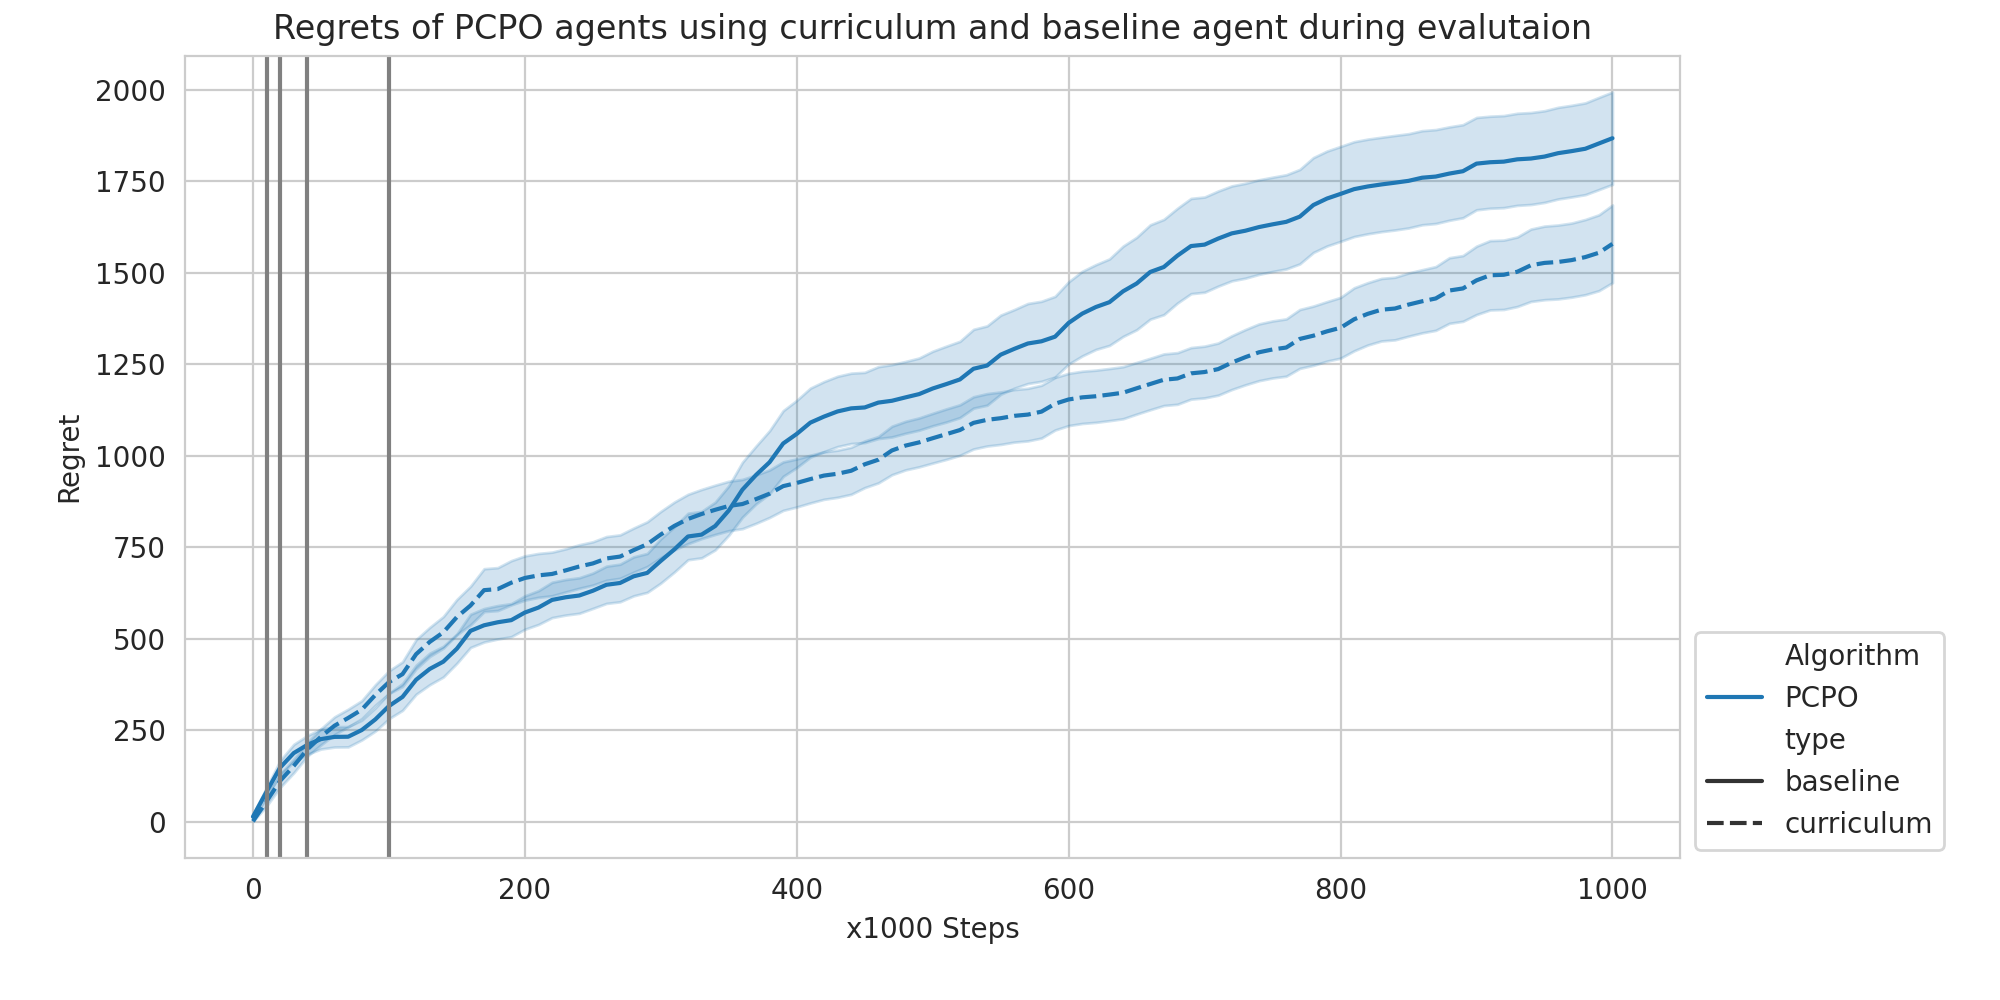 Regrets of PCPO agents using curriculum and baseline agent during evalutaion
2000
1750
1500
1250
1000
750
500
250
0
Regret
0 200 400 600 800 1000
x1000 Steps
Algorithm
PCPO
type
baseline
curriculum